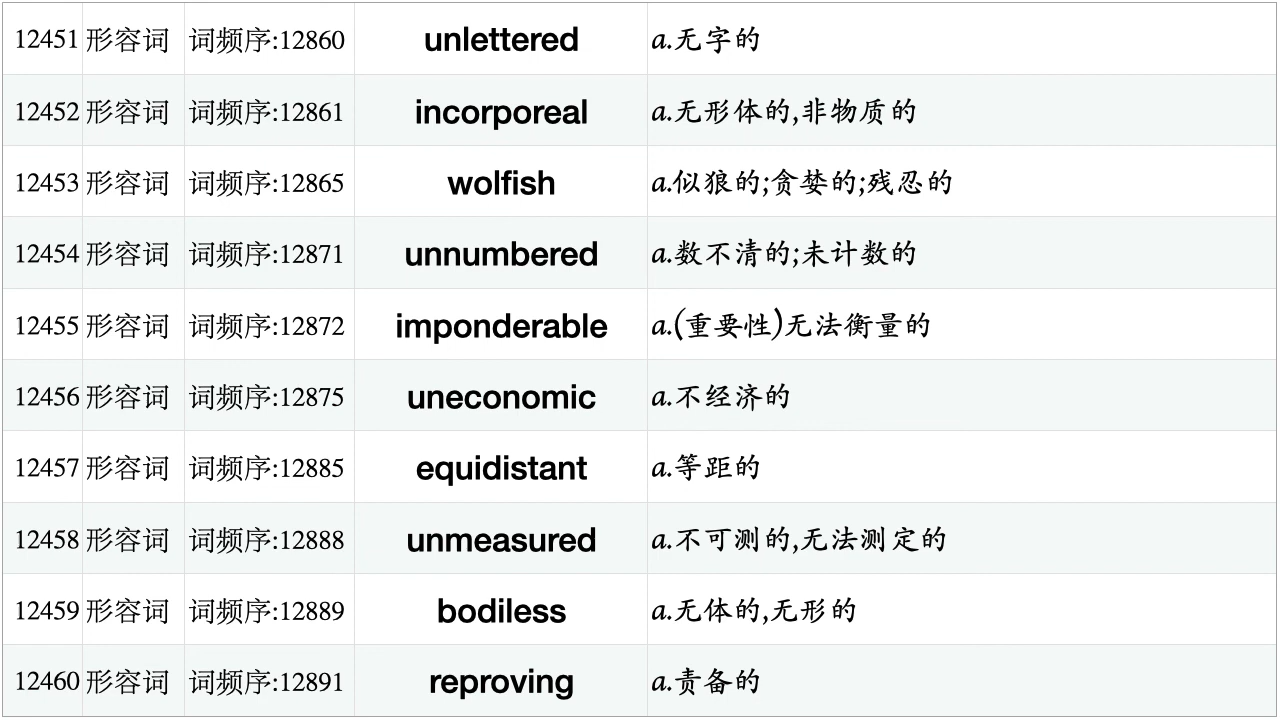 12451 形容词 词频序:12860 unlettered a.无字的
12452 形容词 词频序:12861 incorporeal a.无形体的,非物质的
12453 形容词 词频序:12865 wolfish a.似狼的;贪婪的;残忍的
12454 形容词 词频序:12871 unnumbered a.数不清的;未计数的
12455 形容词 词频序:12872 imponderable a.(重要性)无法衡量的
12456 形容词 词频序:12875 uneconomic a.不经济的
12457 形容词 词频序:12885 equidistant a.等距的
12458 形容词 词频序:12888 unmeasured a.不可测的,无法测定的
12459 形容词 词频序:12889 bodiless a.无体的,无形的
12460 形容词 词频序:12891 reproving a.责备的